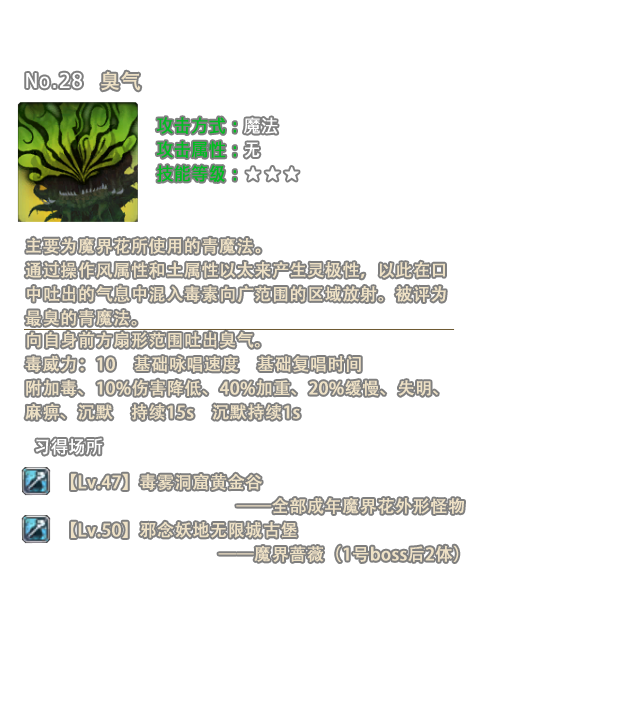 No.28 臭气
攻击方式：魔法
攻击属性：无
技能等级：☆☆☆
主要为魔界花所使用的青魔法。
通过操作风属性和土属性以太来产生灵极性，以此在口
中吐出的气息中混入毒素向广范围的区域放射。被评为
最臭的青魔法。
向自身前方扇形范围吐出臭气。
毒威力：10 基础咏唱速度 基础复唱时间
附加毒、10%伤害降低、40%加重、20%缓慢、失明、
麻痹、沉默 持续15s 沉默持续1s
习得场所
【Lv.47】毒雾洞窟黄金谷
——全部成年魔界花外形怪物
【Lv.50】邪念妖地无限城古堡
——魔界蔷薇（1号boss后2体）